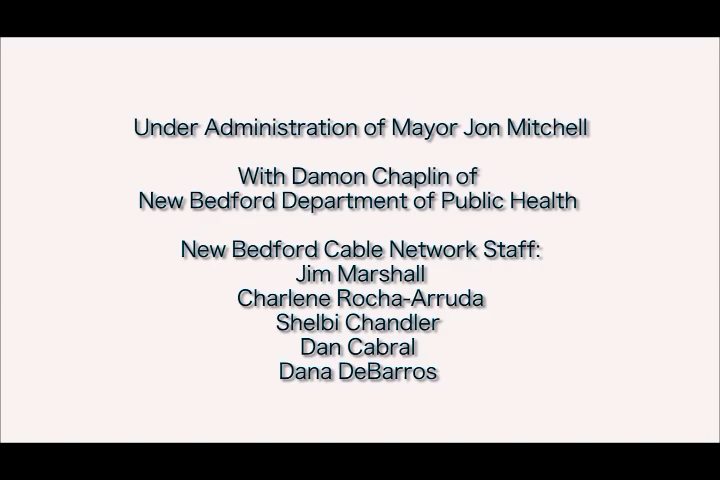 Under Administration of Mayor Jon Mitchell
With Damon Chaplin of
New Bedford Department of Public Health
New Bedford Cable Network Staff:
Jim Marshall
Charlene Rocha-Arruda
Shelbi Chandler
Dan Cabral
Dana DeBarros